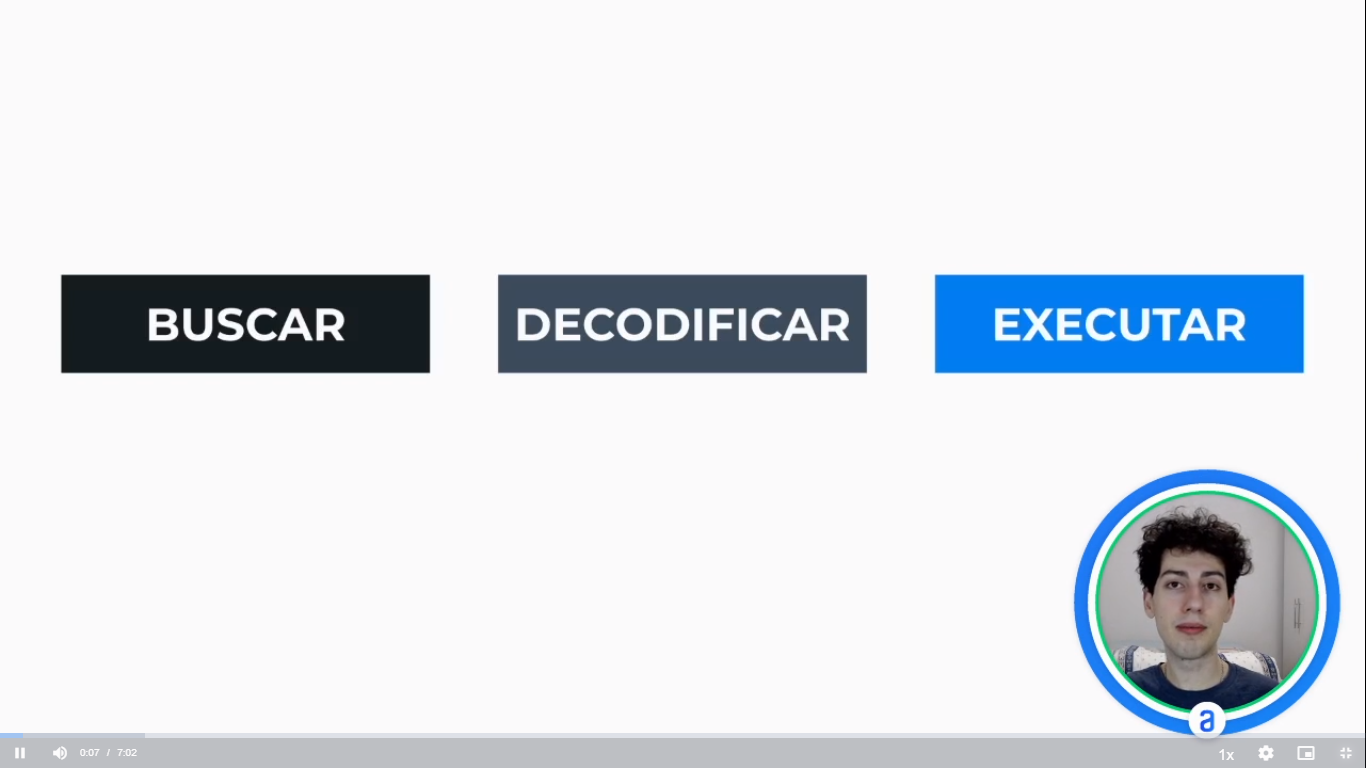 BUSCAR
DECODIFICAR
EXECUTAR
a
0:07 / 7:02
1x